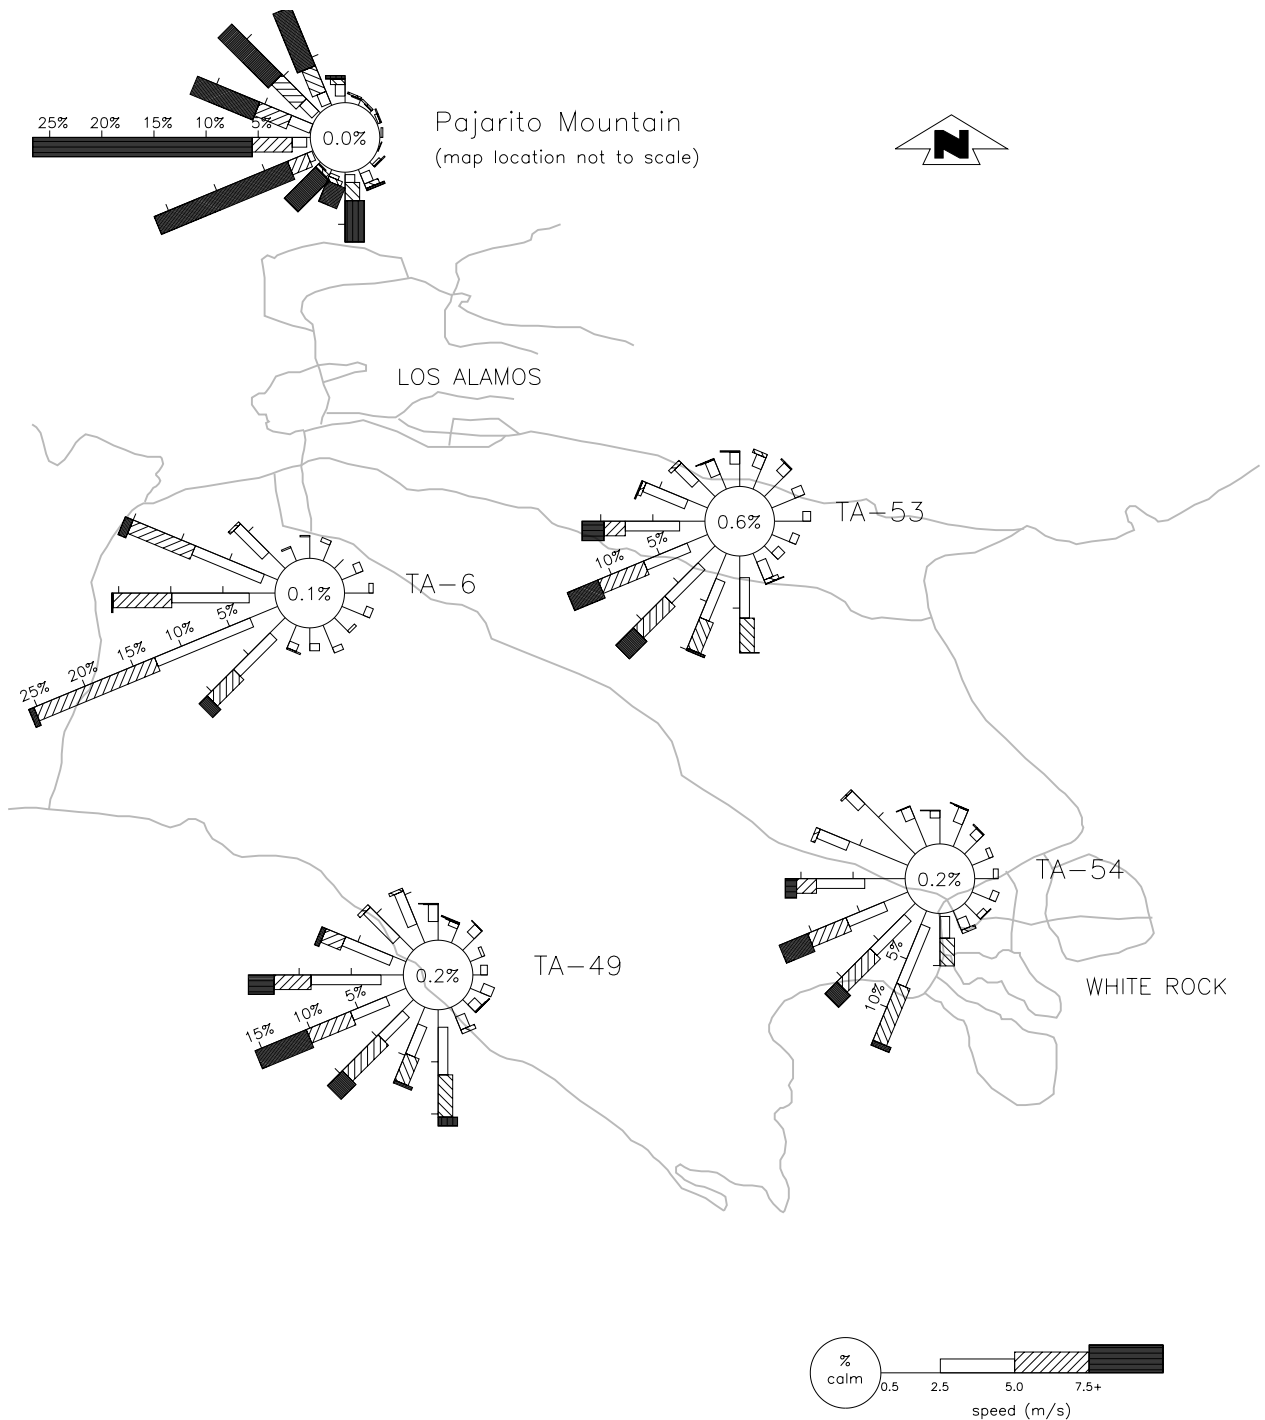 25% 20% 15% 10% 5%
0.0%
Pajarito Mountain
(map location not to scale)
N
LOS ALAMOS
0.6%
TA-53
5%
10%
0.1%
TA-6
5%
10%
15%
20%
25%
0.2%
TA-54
5%
10%
WHITE ROCK
0.2%
TA-49
5%
10%
15%
%
calm
0.5 2.5 5.0 7.5+
speed (m/s)